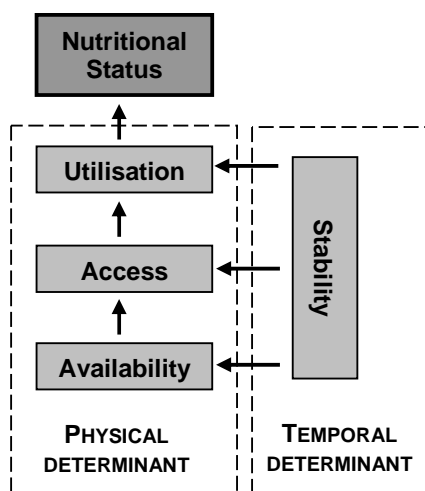 Nutritional
Status
Utilisation
Access
Availability
Stability
PHYSICAL
DETERMINANT
TEMPORAL
DETERMINANT